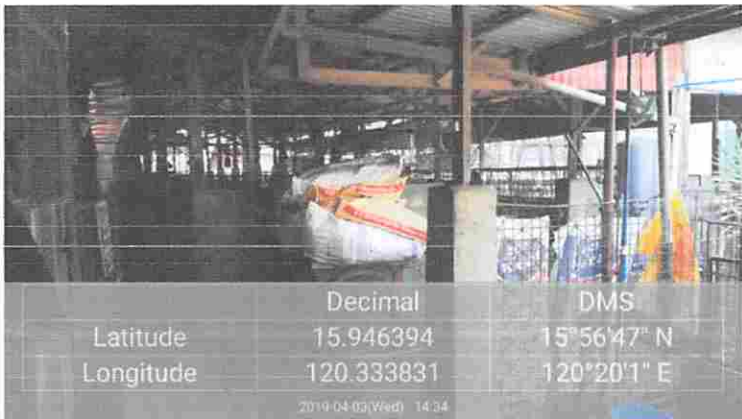 Decimal DMS
Latitude 15.946394 15°56'47" N
Longitude 120.333831 120°20'1" E
2019-04-03(Wed) 14:34